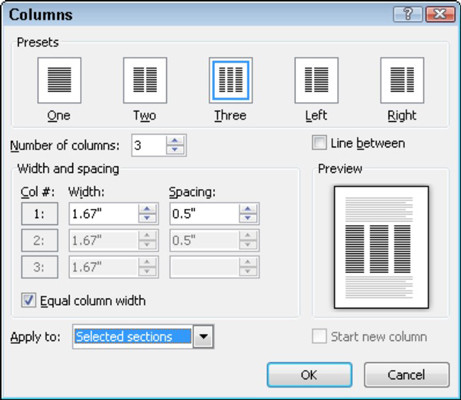 Columns
Presets
One Two Three Left Right
Number of columns: 3 Line between
Width and spacing Preview
Col #: Width: Spacing:
1: 1.67" 0.5"
2: 1.67" 0.5"
3: 1.67"
Equal column width
Apply to: Selected sections Start new column
OK Cancel